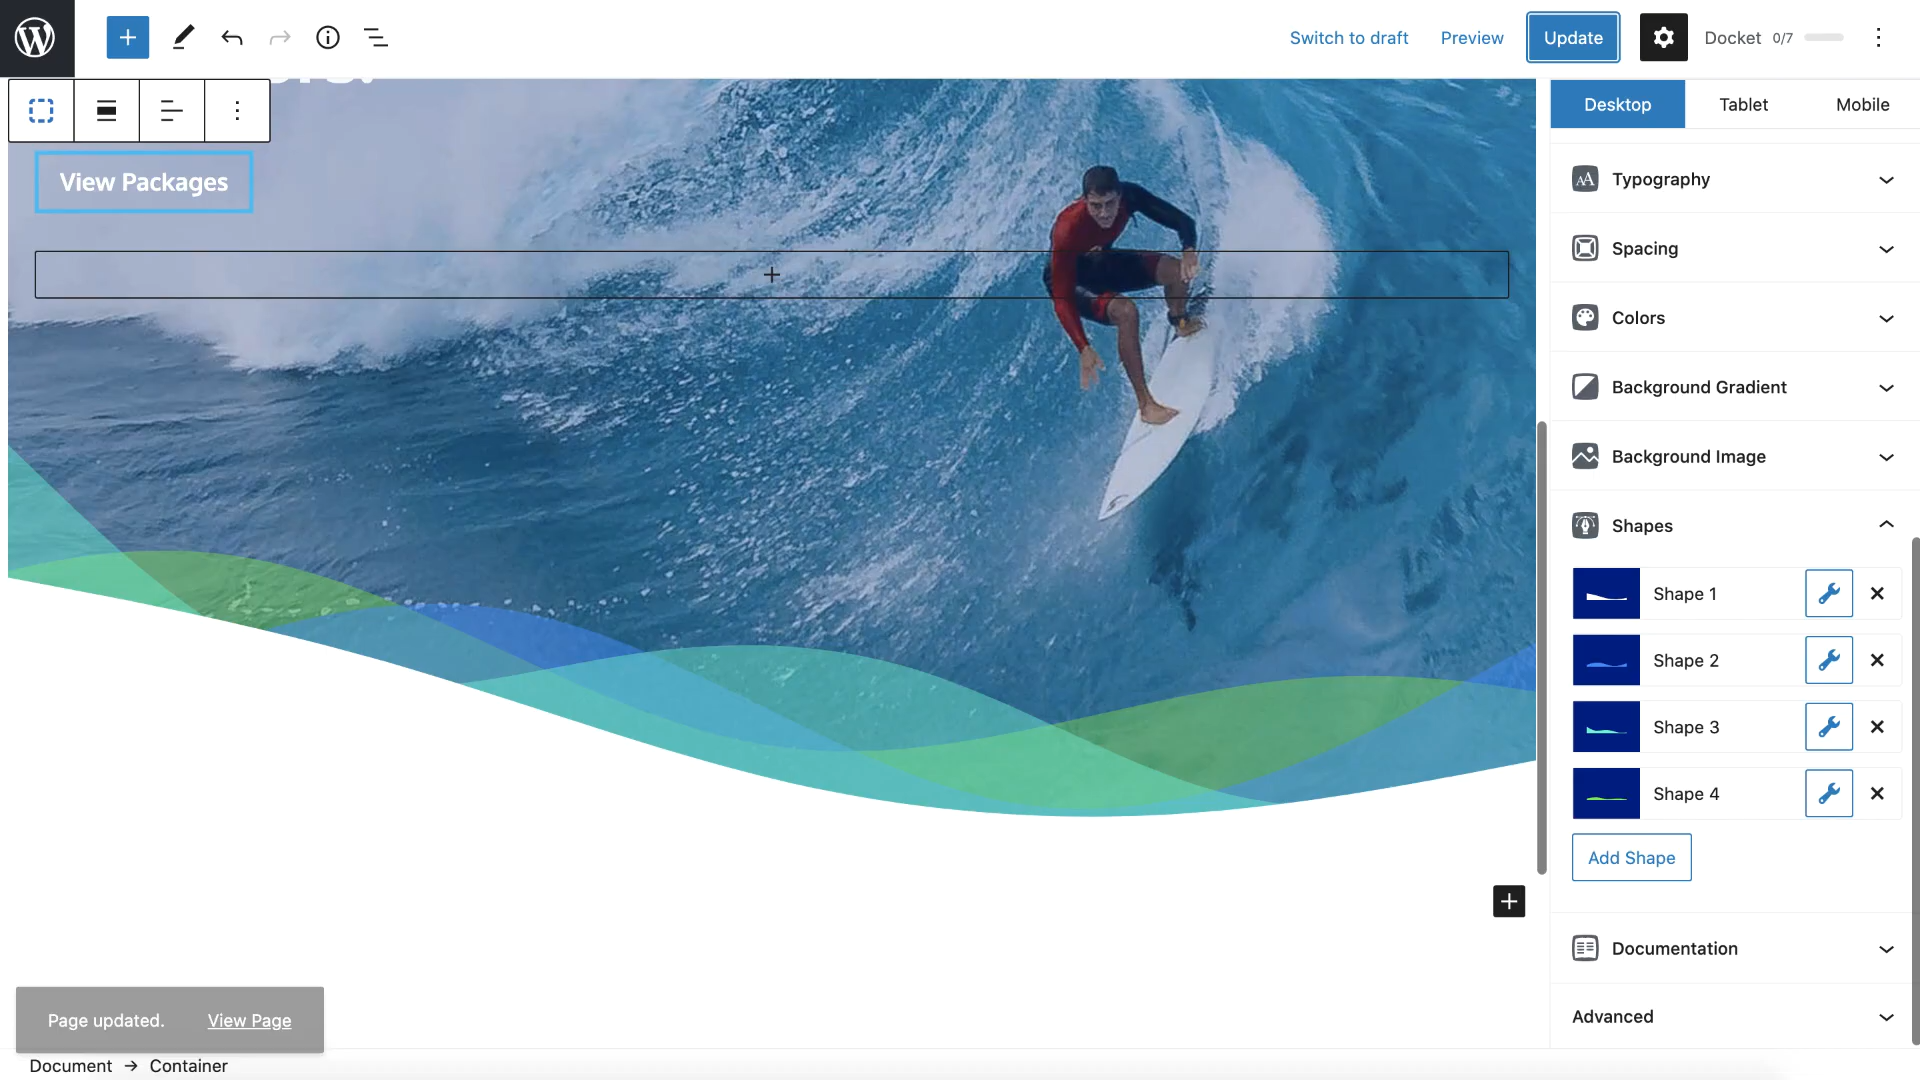 Switch to draft
Preview
Update
Docket 0/7
Desktop
Tablet
Mobile
View Packages
Typography
Spacing
Colors
Background Gradient
Background Image
Shapes
Shape 1
Shape 2
Shape 3
Shape 4
Add Shape
Documentation
Advanced
Page updated. View Page
Document → Container